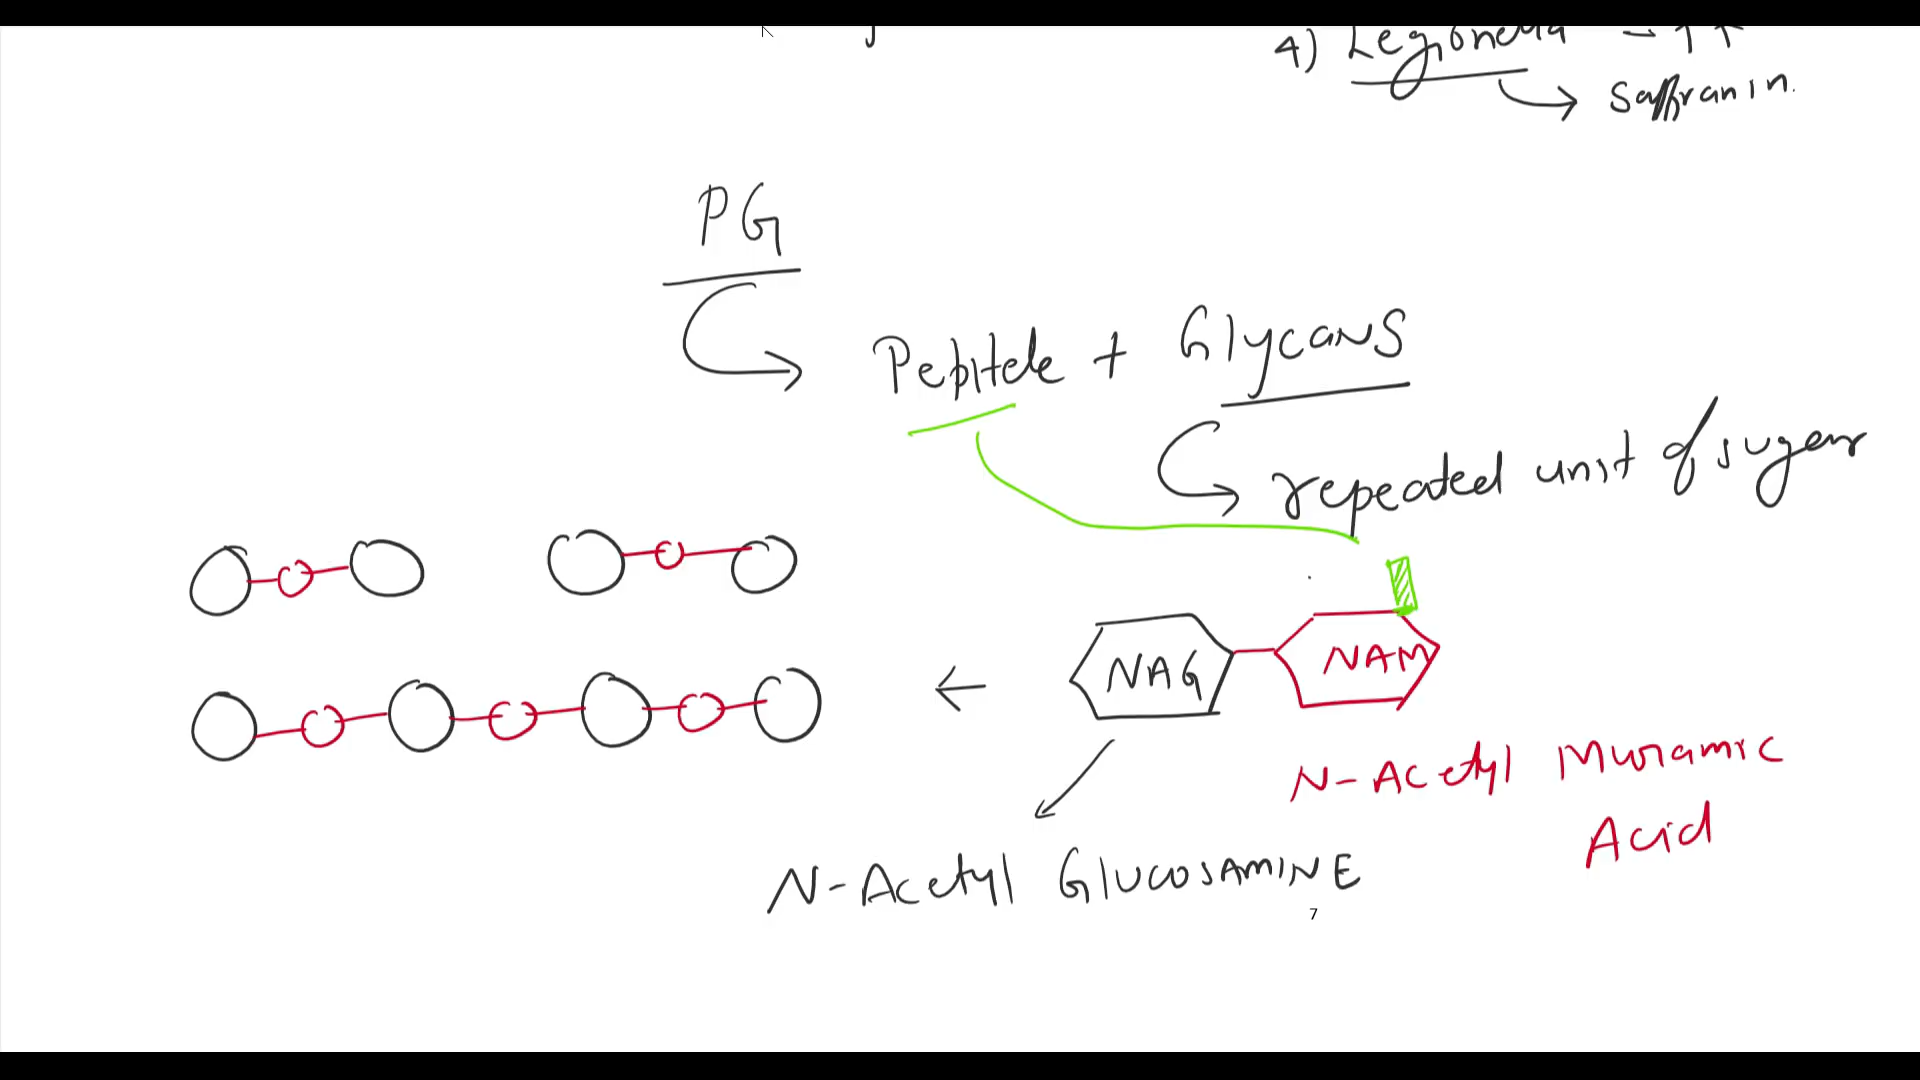 4) Legionella - ↑↑
→ Saffranin.
PG
→ Peptide + Glycans
→ repeated unit of sugar
NAG
NAM
←
N-Acetyl Muramic
Acid
N-Acetyl GlucosAMINE
7